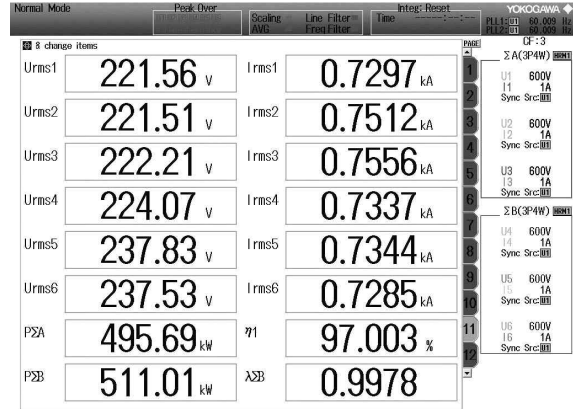 Normal Mode Peak Over Scaling Line Filter Integ: Reset YOKOGAWA
AVG Freq Filter Time -----:--:-- PLL1: U1 60.009 Hz
PLL2: U1 60.009 Hz
8 change items PAGE CF:3
Urms1 221.56 V Irms1 0.7297 kA
Urms2 221.51 V Irms2 0.7512 kA
Urms3 222.21 V Irms3 0.7556 kA
Urms4 224.07 V Irms4 0.7337 kA
Urms5 237.83 V Irms5 0.7344 kA
Urms6 237.53 V Irms6 0.7285 kA
PΣA 495.69 kW η1 97.003 %
PΣB 511.01 kW λΣB 0.9978
1
2
3
4
5
6
7
8
9
10
11
12
ΣA(3P4W) HRM1
U1 600V
I1 1A
Sync Src: U1
U2 600V
I2 1A
Sync Src: U1
U3 600V
I3 1A
Sync Src: U1
ΣB(3P4W) HRM1
U4 600V
I4 1A
Sync Src: U1
U5 600V
I5 1A
Sync Src: U1
U6 600V
I6 1A
Sync Src: U1